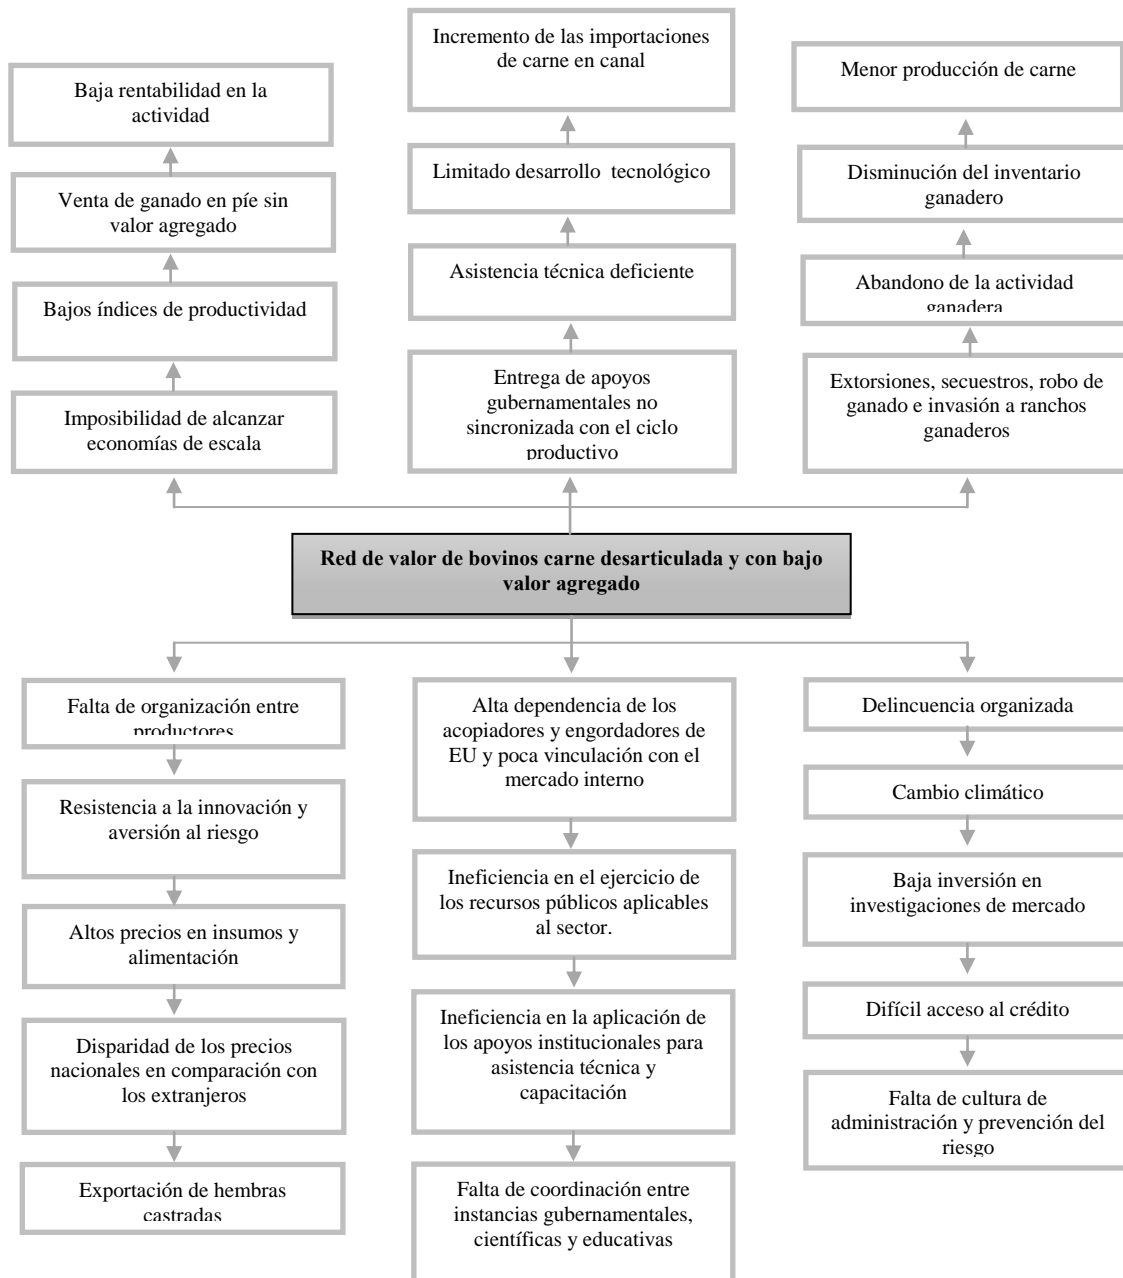 Incremento de las importaciones
de carne en canal
Baja rentabilidad en la
actividad
Menor producción de carne
Venta de ganado en píe sin
valor agregado
Limitado desarrollo tecnológico
Disminución del inventario
ganadero
Bajos índices de productividad
Asistencia técnica deficiente
Abandono de la actividad
ganadera
Imposibilidad de alcanzar
economías de escala
Entrega de apoyos
gubernamentales no
sincronizada con el ciclo
productivo
Extorsiones, secuestros, robo de
ganado e invasión a ranchos
ganaderos
Red de valor de bovinos carne desarticulada y con bajo
valor agregado
Falta de organización entre
productores
Resistencia a la innovación y
aversión al riesgo
Altos precios en insumos y
alimentación
Disparidad de los precios
nacionales en comparación con
los extranjeros
Exportación de hembras
castradas
Alta dependencia de los
acopiadores y engordadores de
EU y poca vinculación con el
mercado interno
Ineficiencia en el ejercicio de
los recursos públicos aplicables
al sector.
Ineficiencia en la aplicación de
los apoyos institucionales para
asistencia técnica y
capacitación
Falta de coordinación entre
instancias gubernamentales,
científicas y educativas
Delincuencia organizada
Cambio climático
Baja inversión en
investigaciones de mercado
Difícil acceso al crédito
Falta de cultura de
administración y prevención del
riesgo